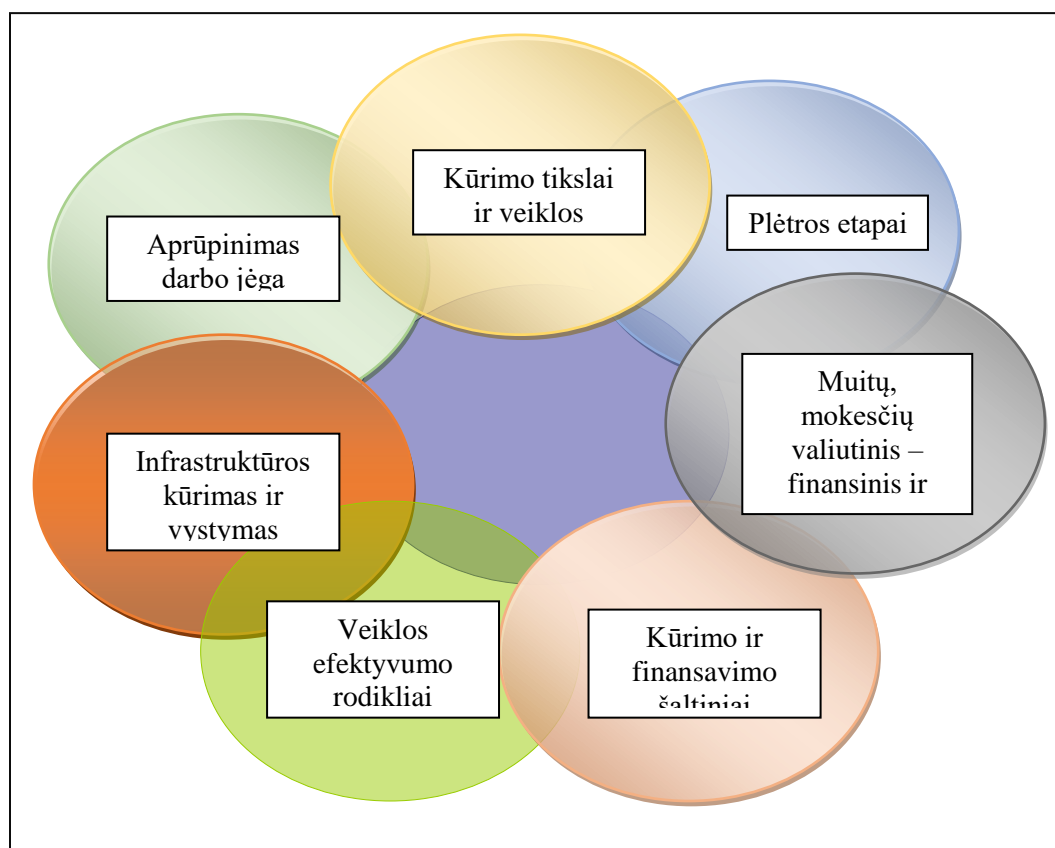 Kūrimo tikslai
ir veiklos
Plėtros etapai
Aprūpinimas
darbo jėga
Muitų,
mokesčių
valiutinis –
finansinis ir
Infrastruktūros
kūrimas ir
vystymas
Veiklos
efektyvumo
rodikliai
Kūrimo ir
finansavimo
šaltiniai